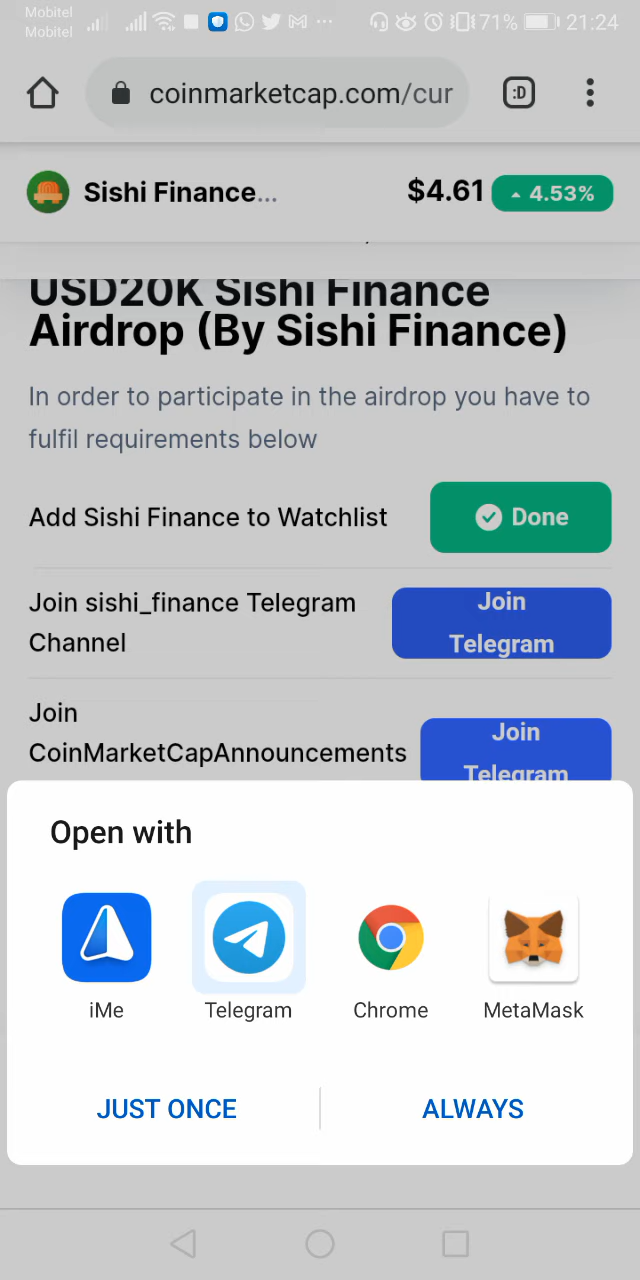 Mobitel
Mobitel
71% 21:24
coinmarketcap.com/cur
:D
Sishi Finance...
$4.61 4.53%
USD20K Sishi Finance
Airdrop (By Sishi Finance)
In order to participate in the airdrop you have to
fulfil requirements below
Add Sishi Finance to Watchlist
Done
Join sishi_finance Telegram
Channel
Join
Telegram
Join
CoinMarketCapAnnouncements
Join
Telegram
Open with
iMe
Telegram
Chrome
MetaMask
JUST ONCE
ALWAYS